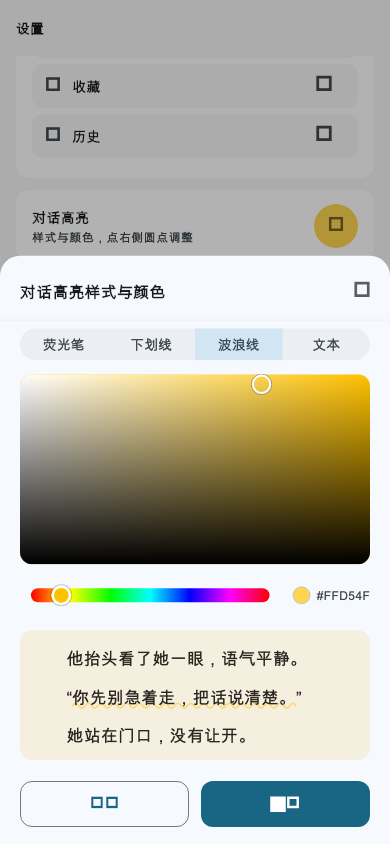 设置
收藏
历史
对话高亮
样式与颜色，点右侧圆点调整
对话高亮样式与颜色
荧光笔 下划线 波浪线 文本
#FFD54F
他抬头看了她一眼，语气平静。
“你先别急着走，把话说清楚。”
她站在门口，没有让开。